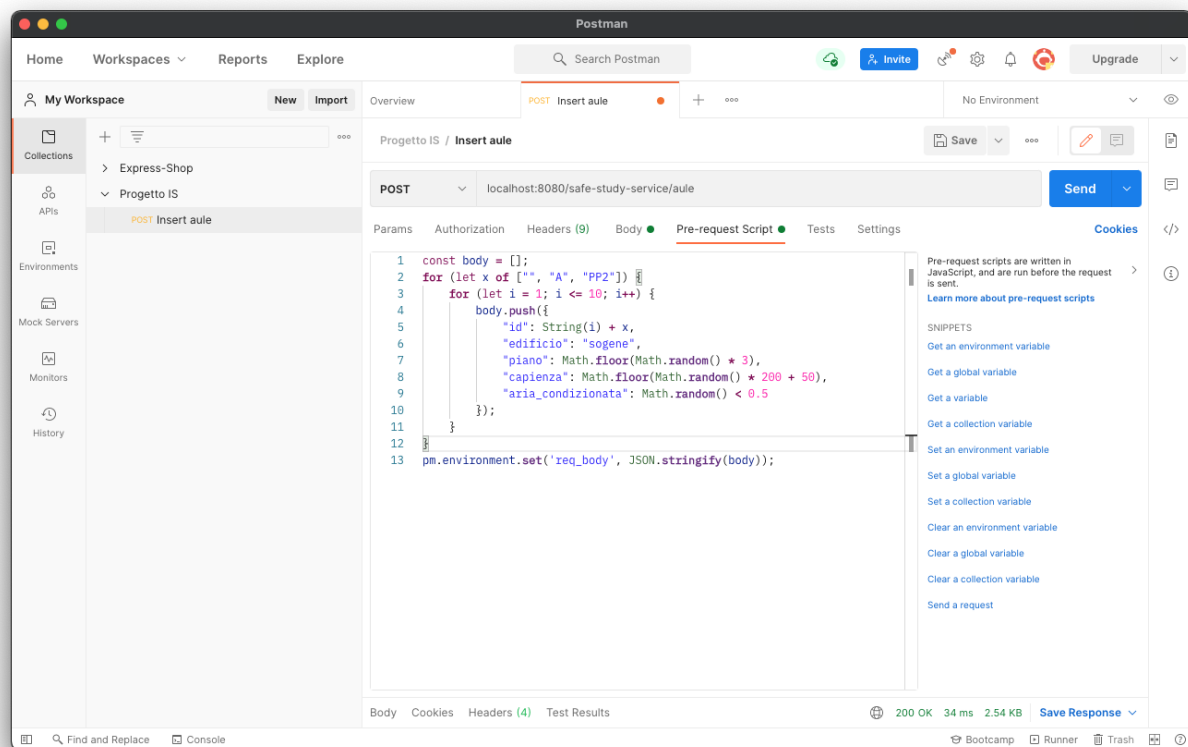 Postman
Home Workspaces Reports Explore Search Postman Invite Upgrade
My Workspace New Import Overview POST Insert aule No Environment
Collections
APIs
Environments
Mock Servers
Monitors
History
Express-Shop
Progetto IS
POST Insert aule
Progetto IS / Insert aule Save
POST localhost:8080/safe-study-service/aule Send
Params Authorization Headers (9) Body Pre-request Script Tests Settings Cookies
1 const body = [];
2 for (let x of ["", "A", "PP2"]) {
3 for (let i = 1; i <= 10; i++) {
4 body.push({
5 "id": String(i) + x,
6 "edificio": "sogene",
7 "piano": Math.floor(Math.random() * 3),
8 "capienza": Math.floor(Math.random() * 200 + 50),
9 "aria_condizionata": Math.random() < 0.5
10 });
11 }
12 }
13 pm.environment.set('req_body', JSON.stringify(body));
Pre-request scripts are written in
JavaScript, and are run before the request
is sent.
Learn more about pre-request scripts
SNIPPETS
Get an environment variable
Get a global variable
Get a variable
Get a collection variable
Set an environment variable
Set a global variable
Set a collection variable
Clear an environment variable
Clear a global variable
Clear a collection variable
Send a request
Body Cookies Headers (4) Test Results 200 OK 34 ms 2.54 KB Save Response
Find and Replace Console Bootcamp Runner Trash